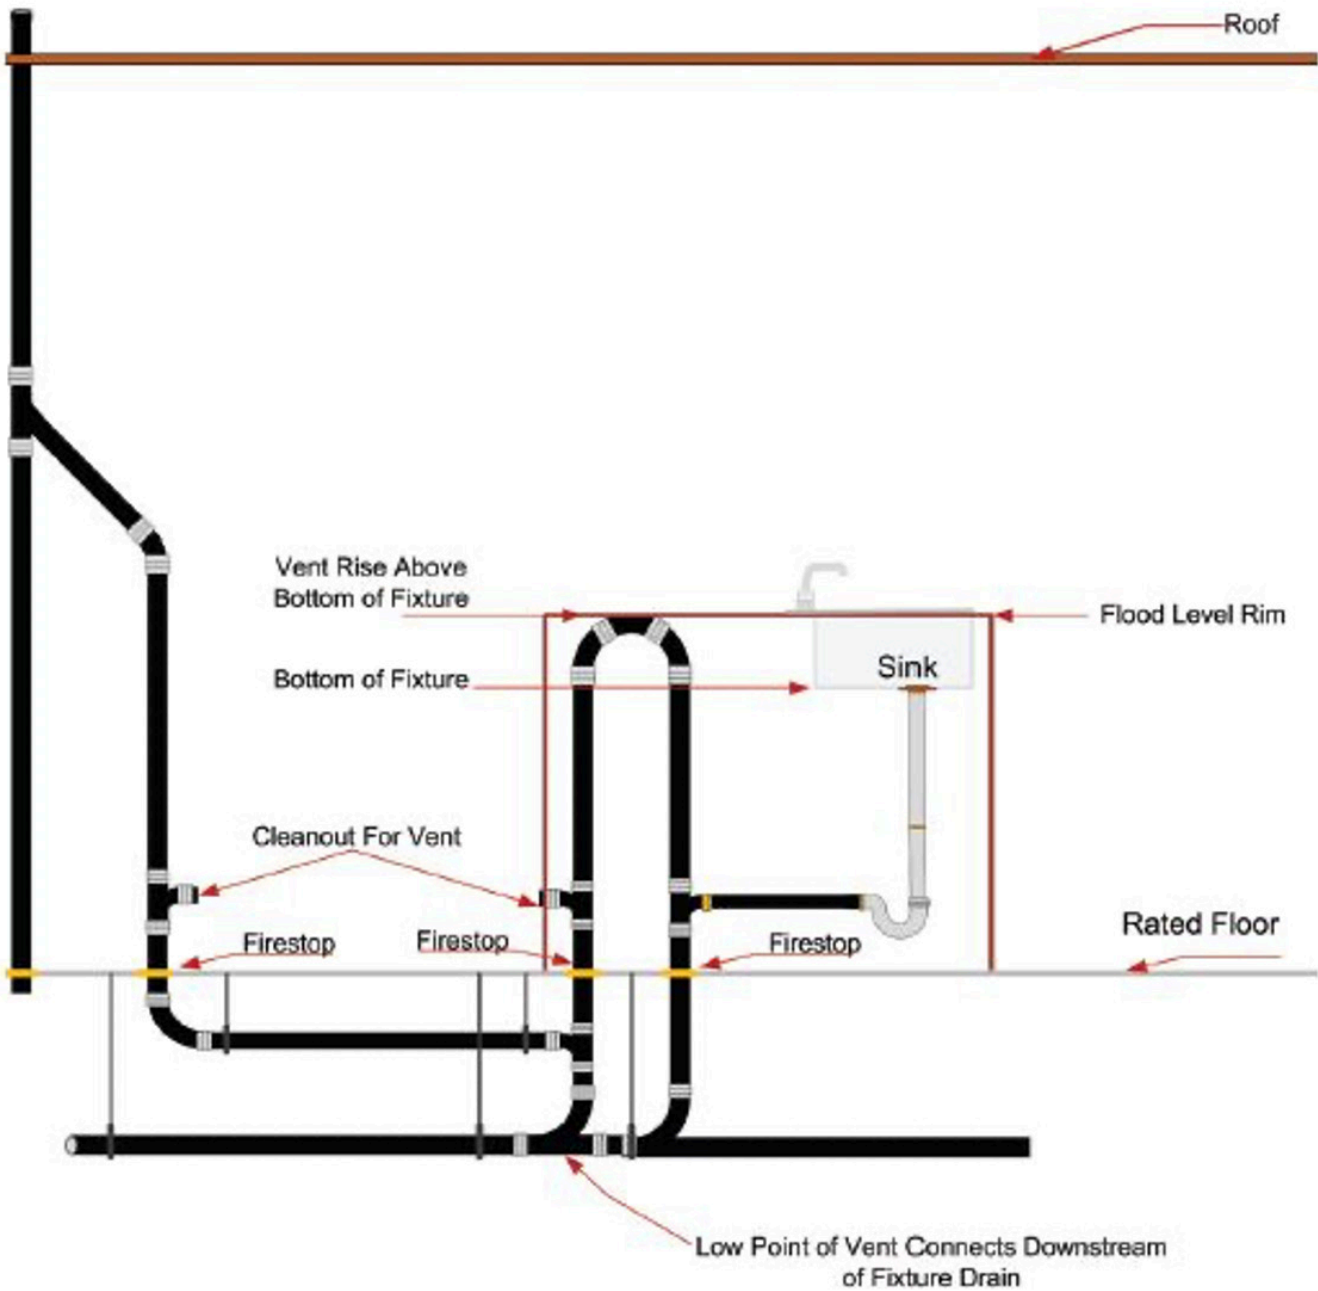 Roof
Vent Rise Above
Bottom of Fixture
Flood Level Rim
Sink
Bottom of Fixture
Cleanout For Vent
Rated Floor
Firestop
Firestop
Firestop
Low Point of Vent Connects Downstream
of Fixture Drain